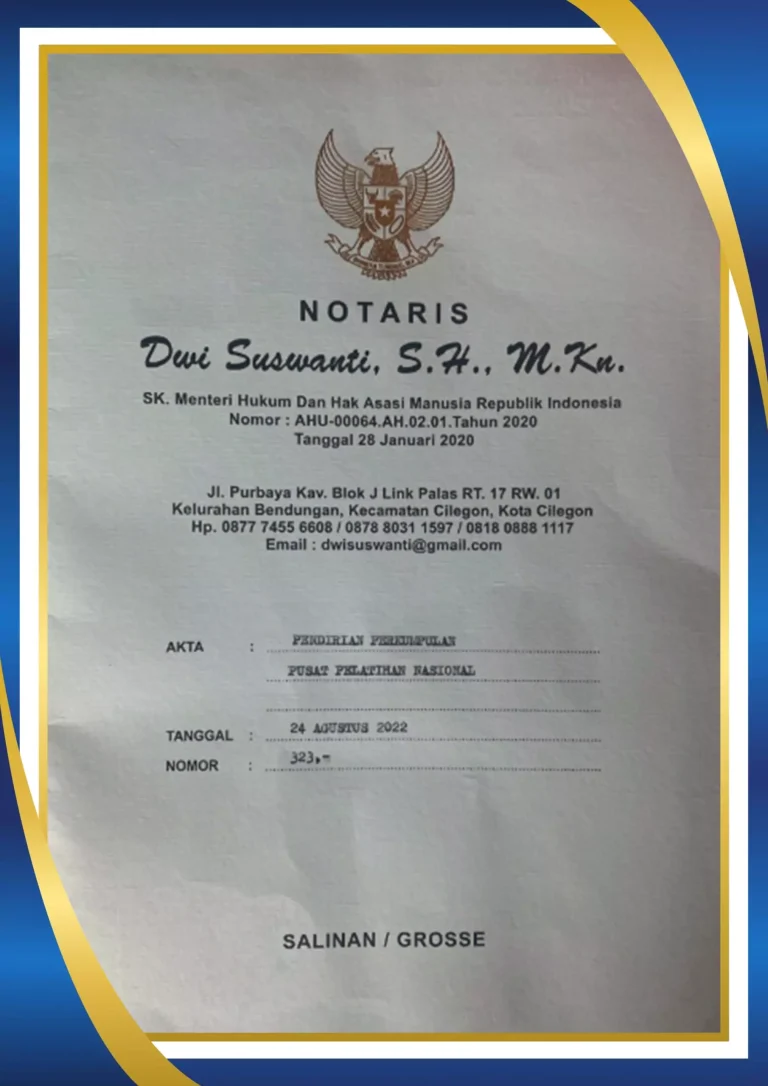 NOTARIS
Dwi Suswanti, S.H., M.Kn.
SK. Menteri Hukum Dan Hak Asasi Manusia Republik Indonesia
Nomor : AHU-00064.AH.02.01.Tahun 2020
Tanggal 28 Januari 2020
Jl. Purbaya Kav. Blok J Link Palas RT. 17 RW. 01
Kelurahan Bendungan, Kecamatan Cilegon, Kota Cilegon
Hp. 0877 7455 6608 / 0878 8031 1597 / 0818 0888 1117
Email : dwisuswanti@gmail.com
AKTA : PENDIRIAN PERKUMPULAN
PUSAT PELATIHAN NASIONAL
TANGGAL : 24 AGUSTUS 2022
NOMOR : 323,-
SALINAN / GROSSE